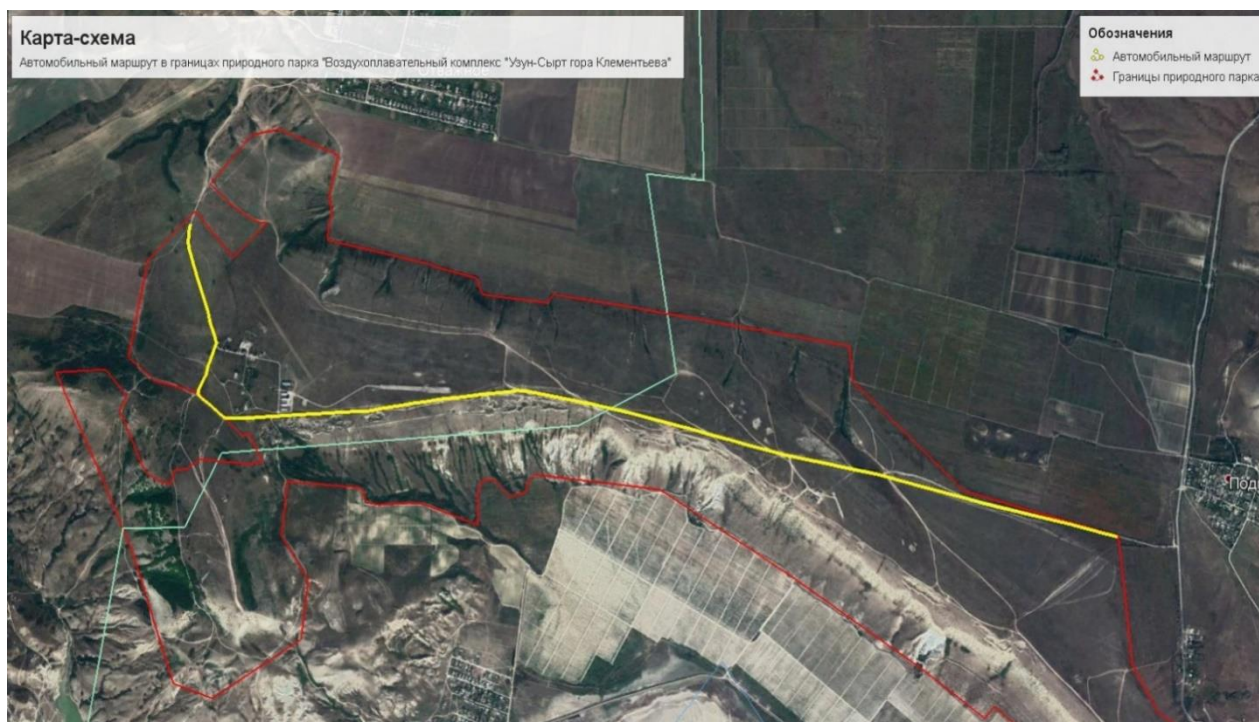 Карта-схема
Автомобильный маршрут в границах природного парка "Воздухоплавательный комплекс "Узун-Сырт гора Клементьева"
Обозначения
Автомобильный маршрут
Границы природного парка